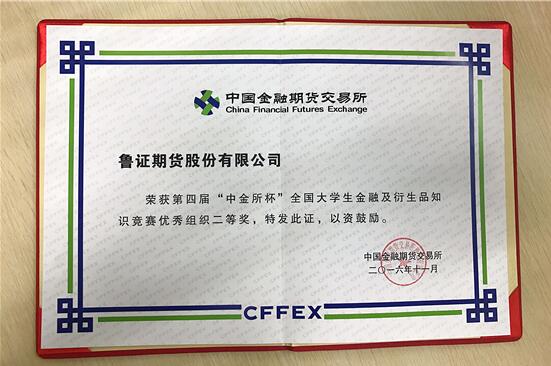 中国金融期货交易所
China Financial Futures Exchange
鲁证期货股份有限公司
荣获第四届“中金所杯”全国大学生金融及衍生品知
识竞赛优秀组织二等奖，特发此证，以资鼓励。
中国金融期货交易所
二〇一六年十一月
CFFEX